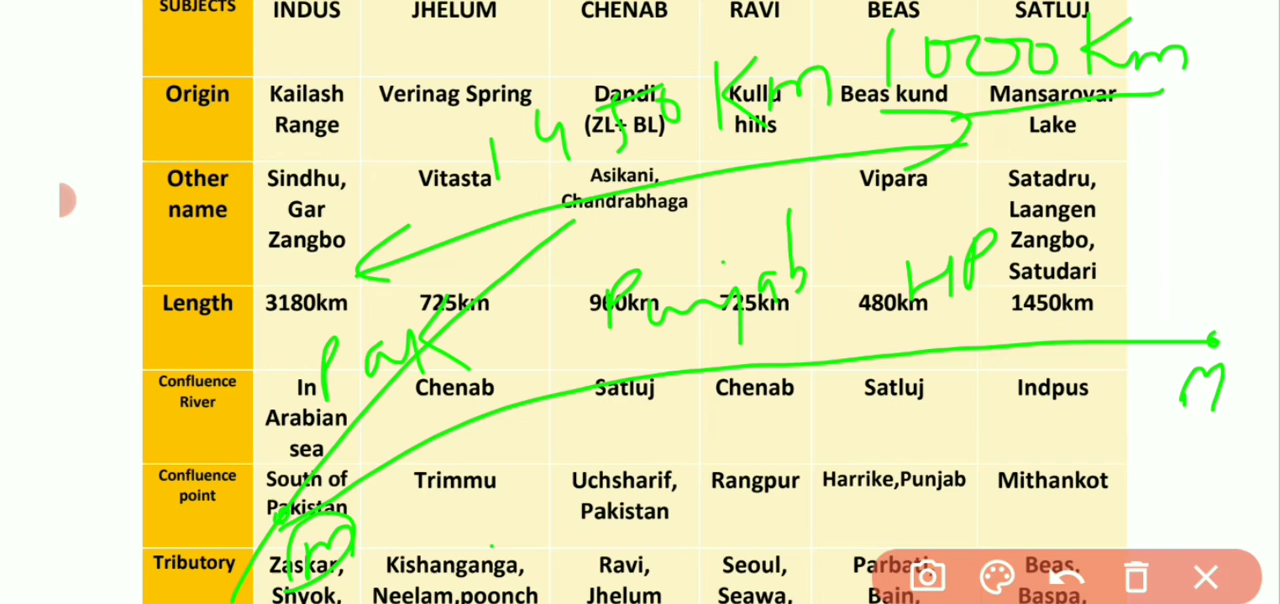 SUBJECTS INDUS JHELUM CHENAB RAVI BEAS SATLUJ
1000 Km
Origin Kailash Verinag Spring Dandi Kullu Beas kund Mansarovar
Range (ZL+ BL) hills Lake
1450 Km
Other Sindhu, Vitasta Asikani, Vipara Satadru,
name Gar Chandrabhaga Laangen
Zangbo Zangbo,
Satudari
Punjab HP
Length 3180km 725km 960km 725km 480km 1450km
Pak
Confluence In Chenab Satluj Chenab Satluj Indpus
River Arabian
sea
M
Confluence South of Trimmu Uchsharif, Rangpur Harrike,Punjab Mithankot
point Pakistan Pakistan
m
Tributory Zaskar, Kishanganga, Ravi, Seoul, Parbati, Beas,
Shyok, Neelam,poonch Jhelum Seawa, Bain, Baspa,